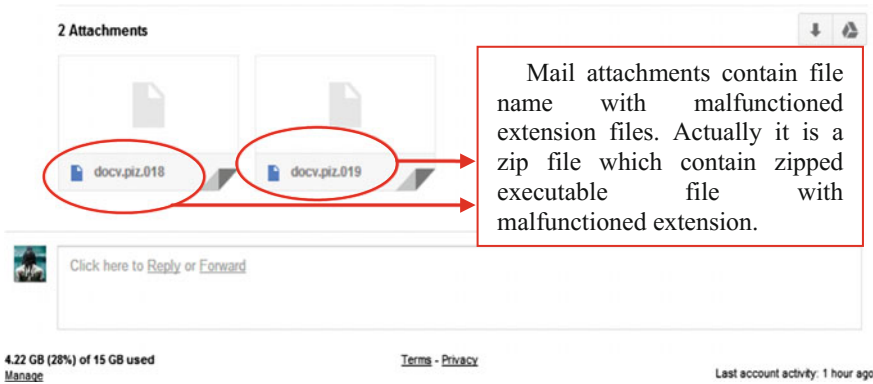 2 Attachments
Mail attachments contain file
name with malfunctioned
extension files. Actually it is a
zip file which contain zipped
executable file with
malfunctioned extension.
docv.piz.018
docv.piz.019
Click here to Reply or Forward
4.22 GB (28%) of 15 GB used
Manage
Terms - Privacy
Last account activity: 1 hour ago